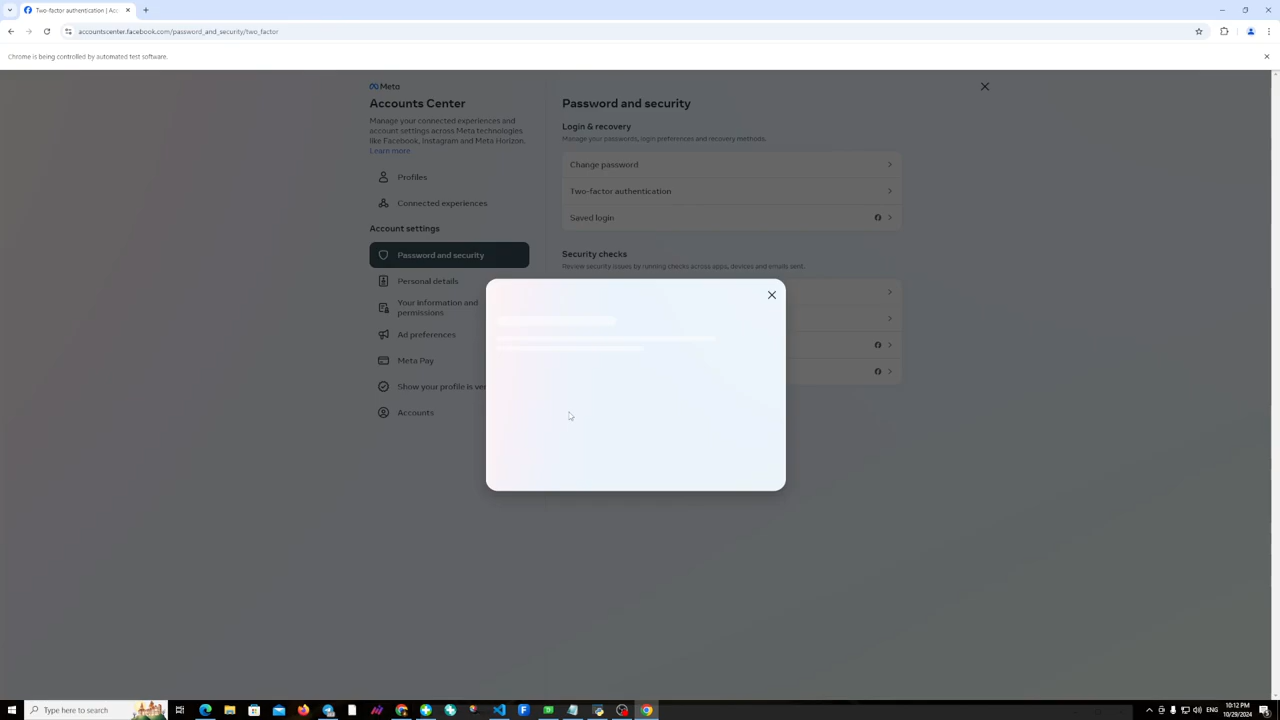 Two-factor authentication | Acc
accountscenter.facebook.com/password_and_security/two_factor
Chrome is being controlled by automated test software.
Meta
Accounts Center
Manage your connected experiences and
account settings across Meta technologies
like Facebook, Instagram and Meta Horizon.
Learn more
Profiles
Connected experiences
Account settings
Password and security
Personal details
Your information and
permissions
Ad preferences
Meta Pay
Show your profile in ver
Accounts
Password and security
Login & recovery
Manage your passwords, login preferences and recovery methods.
Change password
Two-factor authentication
Saved login
Security checks
Review security issues by running checks across apps, devices and emails sent.
Type here to search
ENG
10:12 PM
10/29/2024